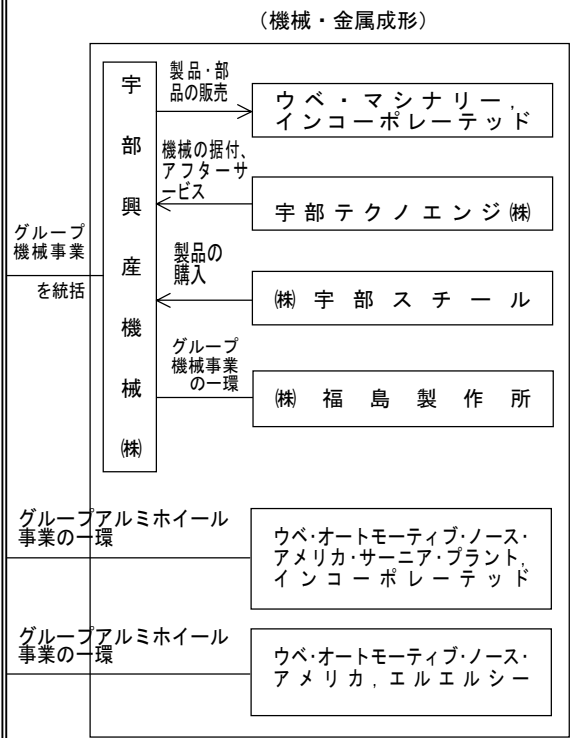 (機械・金属成形)
グループ
機械事業
を統括
宇部興産機械㈱
製品・部
品の販売
ウベ・マシナリー,
インコーポレーテッド
機械の据付、
アフターサ
ービス
宇部テクノエンジ㈱
製品の
購入
㈱宇部スチール
グループ
機械事業
の一環
㈱福島製作所
グループアルミホイール
事業の一環
ウベ・オートモーティブ・ノース・
アメリカ・サーニア・プラント,
インコーポレーテッド
グループアルミホイール
事業の一環
ウベ・オートモーティブ・ノース・
アメリカ,エルエルシー